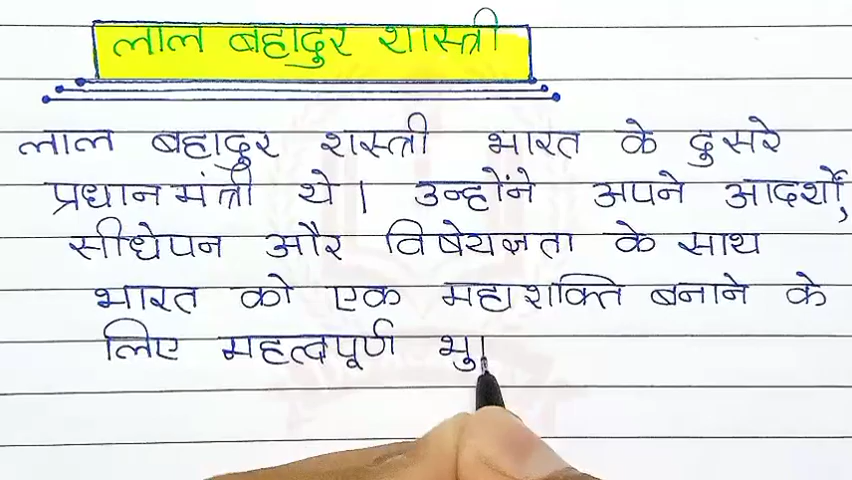 लाल बहादुर शास्त्री
लाल बहादुर शास्त्री भारत के दुसरे
प्रधानमंत्री थे। उन्होंने अपने आदर्शों,
सीधेपन और विषेयज्ञता के साथ
भारत को एक महाशक्ति बनाने के
लिए महत्वपूर्ण भु